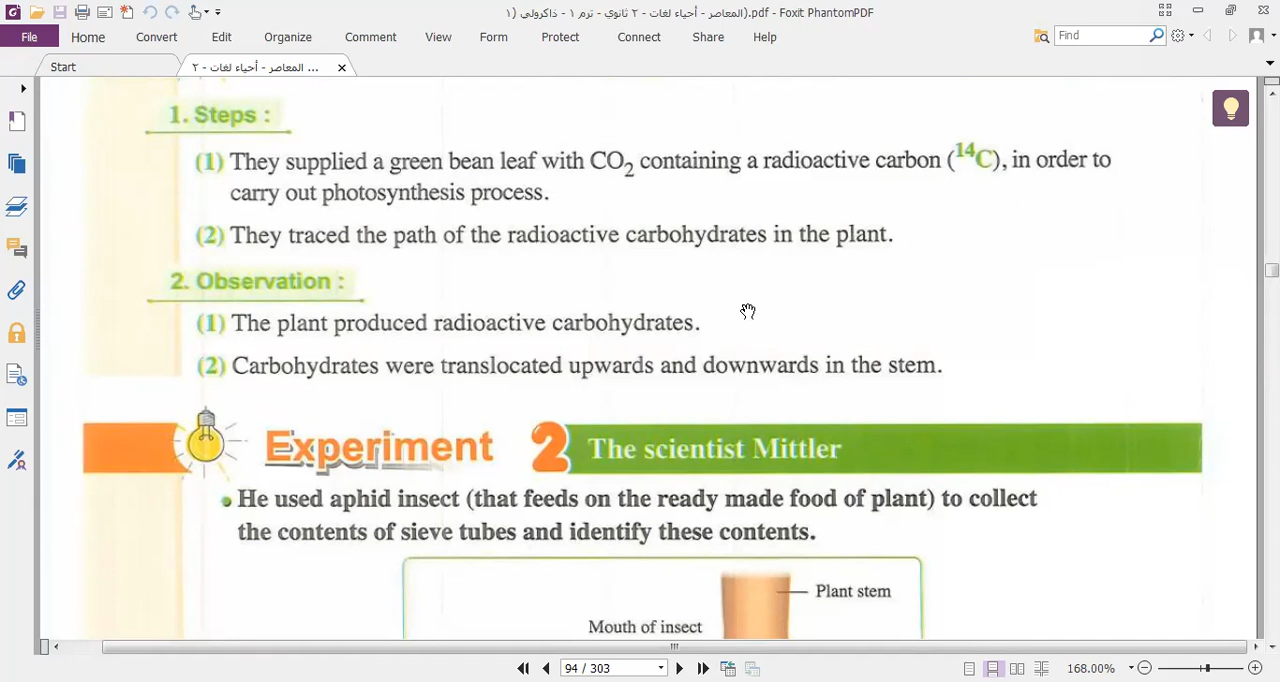 المعاصر - أحياء لغات - ٢ ثانوي - ترم ١ - ذاكرولي (١).pdf - Foxit PhantomPDF
File Home Convert Edit Organize Comment View Form Protect Connect Share Help Find
Start المعاصر - أحياء لغات - ٢ ...
1. Steps :
(1) They supplied a green bean leaf with CO₂ containing a radioactive carbon (¹⁴C), in order to
carry out photosynthesis process.
(2) They traced the path of the radioactive carbohydrates in the plant.
2. Observation :
(1) The plant produced radioactive carbohydrates.
(2) Carbohydrates were translocated upwards and downwards in the stem.
Experiment 2 The scientist Mittler
• He used aphid insect (that feeds on the ready made food of plant) to collect
the contents of sieve tubes and identify these contents.
Plant stem
Mouth of insect
94 / 303 168.00%